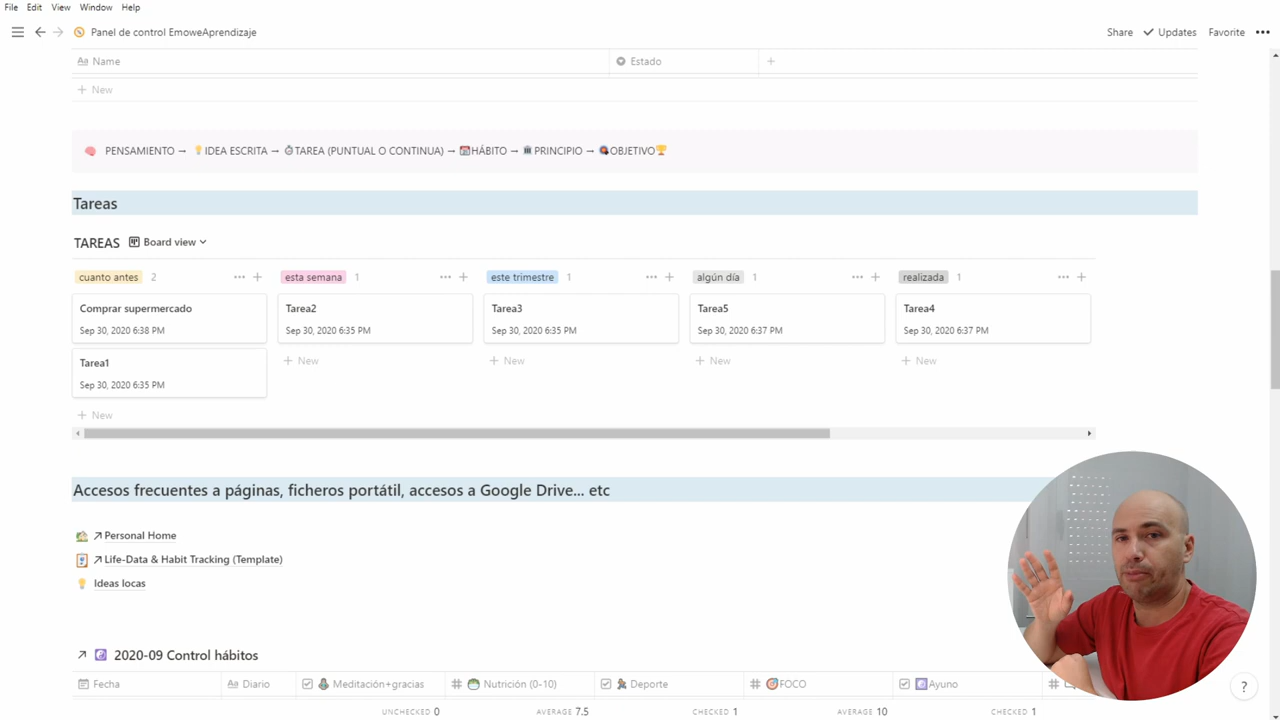 File Edit View Window Help
Panel de control EmoweAprendizaje Share Updates Favorite
Name Estado
New
PENSAMIENTO → IDEA ESCRITA → TAREA (PUNTUAL O CONTINUA) → HÁBITO → PRINCIPIO → OBJETIVO
Tareas
TAREAS Board view
cuanto antes 2 esta semana 1 este trimestre 1 algún día 1 realizada 1
Comprar supermercado Tarea2 Tarea3 Tarea5 Tarea4
Sep 30, 2020 6:38 PM Sep 30, 2020 6:35 PM Sep 30, 2020 6:35 PM Sep 30, 2020 6:37 PM Sep 30, 2020 6:37 PM
Tarea1 New New New New
Sep 30, 2020 6:35 PM
New
Accesos frecuentes a páginas, ficheros portátil, accesos a Google Drive... etc
Personal Home
Life-Data & Habit Tracking (Template)
Ideas locas
2020-09 Control hábitos
Fecha Diario Meditación+gracias Nutrición (0-10) Deporte FOCO Ayuno
UNCHECKED 0 AVERAGE 7.5 CHECKED 1 AVERAGE 10 CHECKED 1